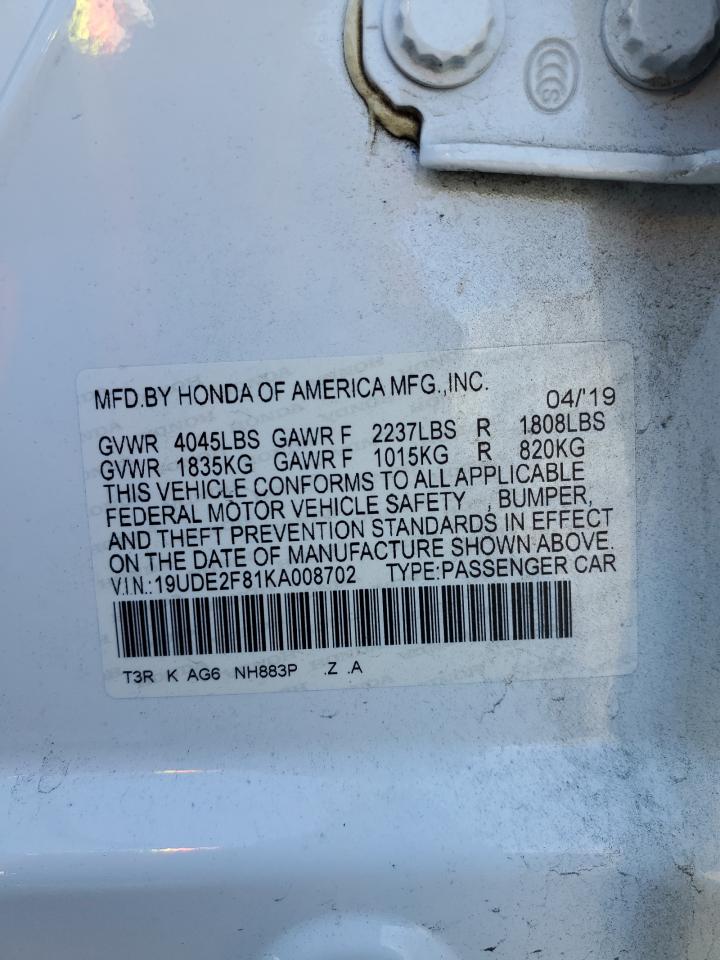 MFD.BY HONDA OF AMERICA MFG.,INC. 04/'19
GVWR 4045LBS GAWR F 2237LBS R 1808LBS
GVWR 1835KG GAWR F 1015KG R 820KG
THIS VEHICLE CONFORMS TO ALL APPLICABLE
FEDERAL MOTOR VEHICLE SAFETY , BUMPER,
AND THEFT PREVENTION STANDARDS IN EFFECT
ON THE DATE OF MANUFACTURE SHOWN ABOVE.
V.I.N.:19UDE2F81KA008702 TYPE:PASSENGER CAR
T3R K AG6 NH883P .Z .A